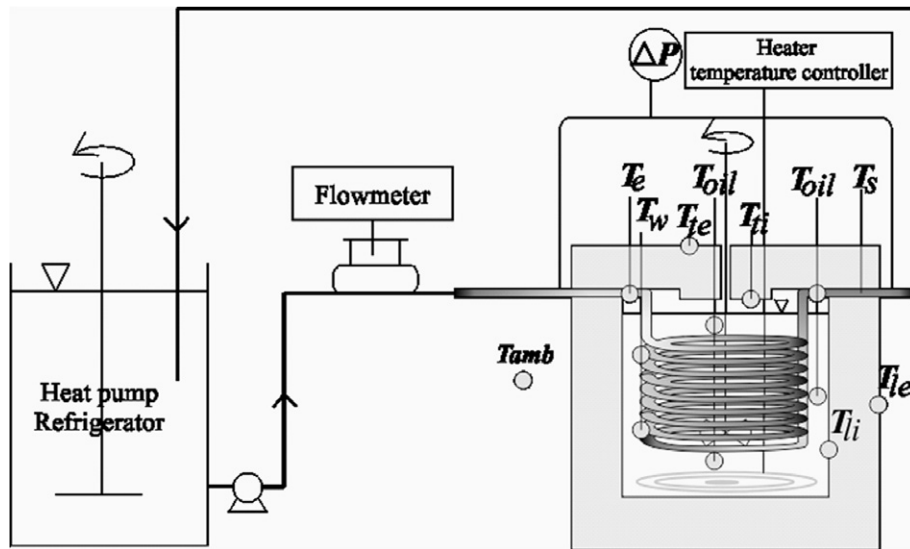 ΔP
Heater
temperature controller
Flowmeter
Te
Toil
Toil
Ts
Tw
Tte
Tti
Tamb
Heat pump
Refrigerator
Tle
Tli